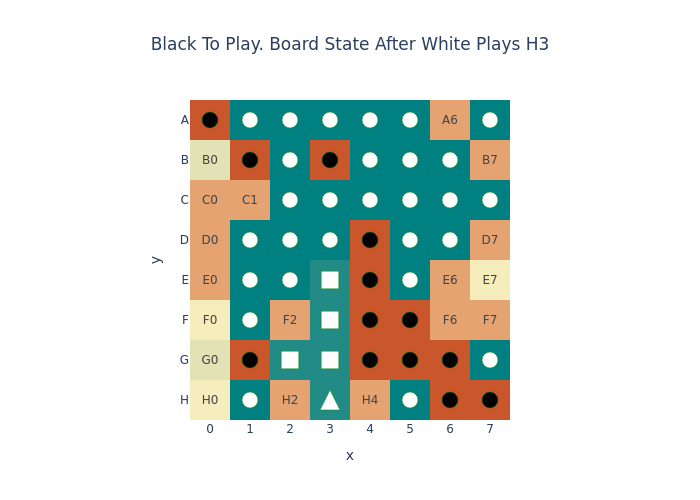 Black To Play. Board State After White Plays H3
A A6
B B0 B7
C C0 C1
D D0 D7
E E0 E6 E7
F F0 F2 F6 F7
G G0
H H0 H2 H4
0 1 2 3 4 5 6 7
x
y